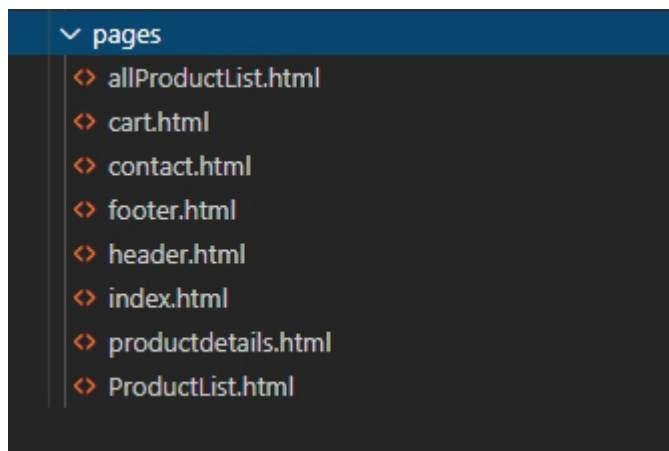 pages
allProductList.html
cart.html
contact.html
footer.html
header.html
index.html
productdetails.html
ProductList.html